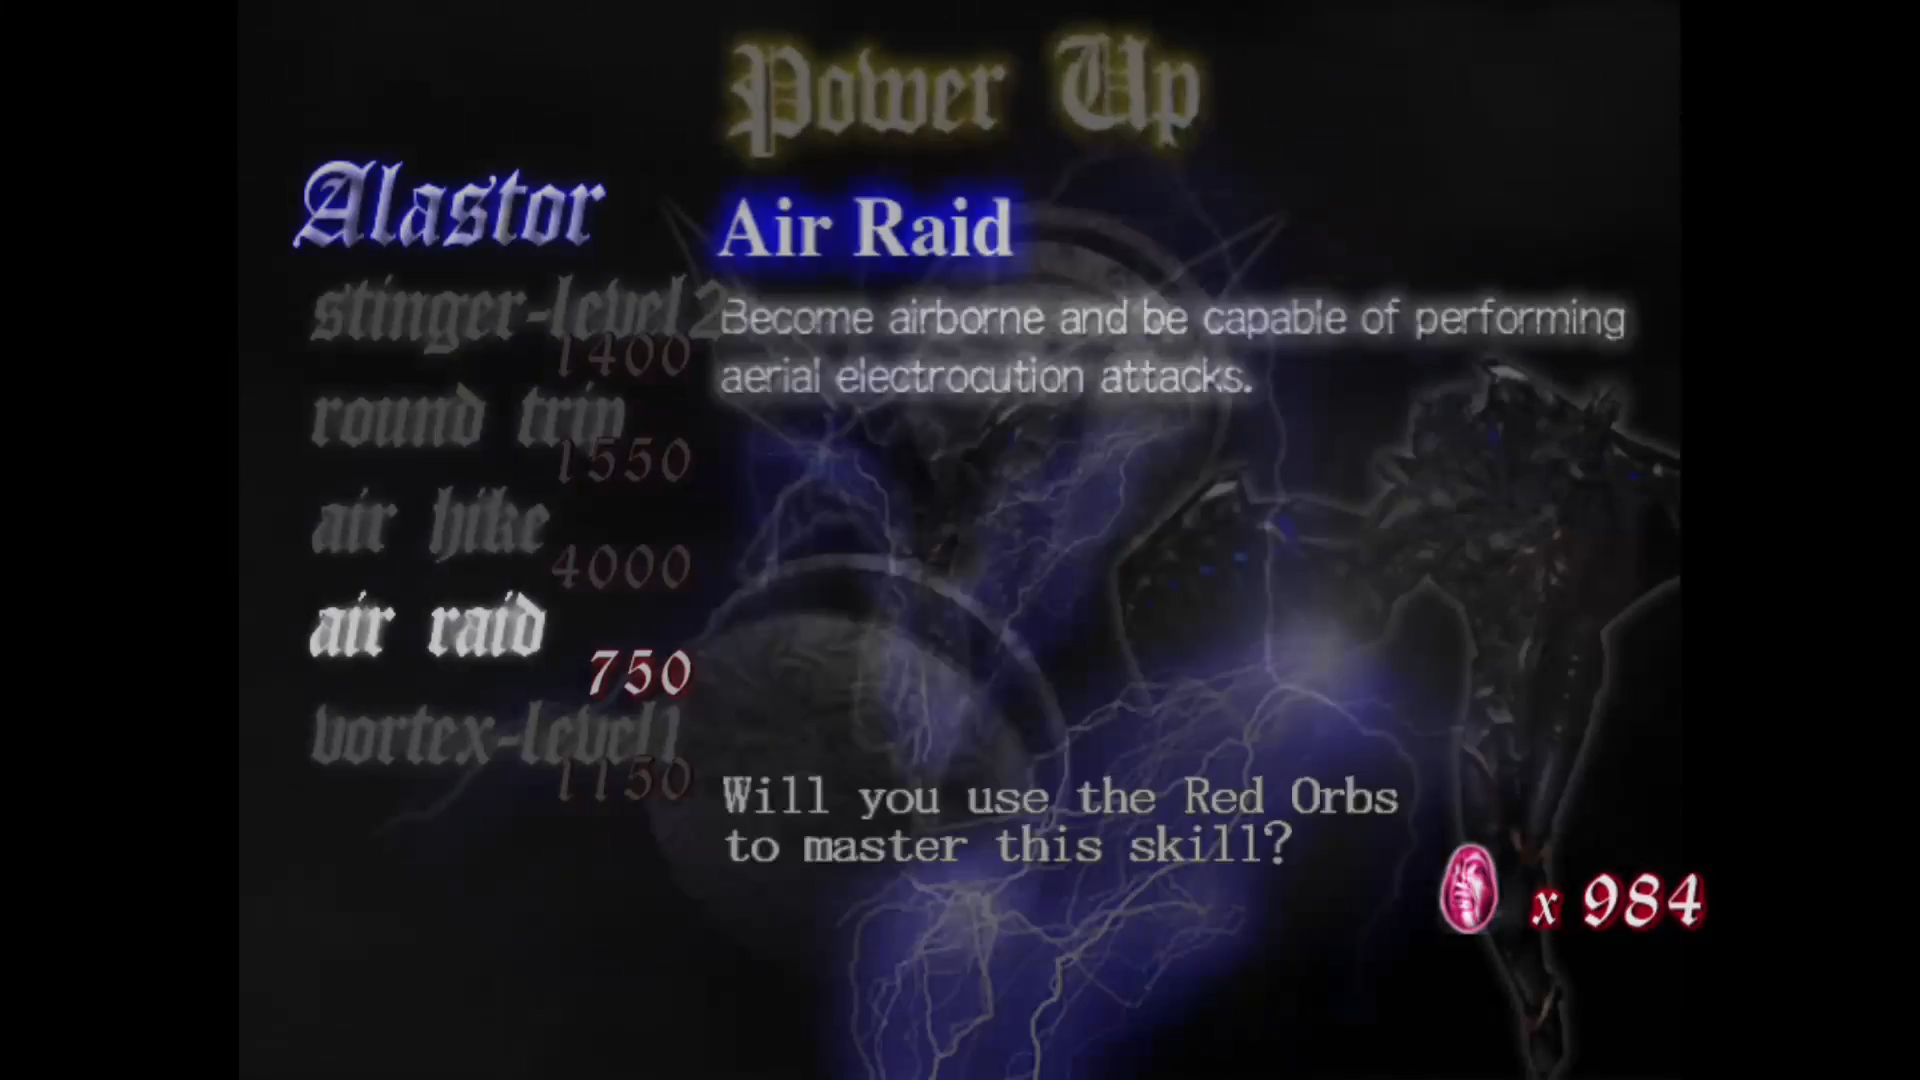 Power Up
Alastor
stinger-level 2
1400
round trip
1550
air hike
4000
air raid
750
vortex-level1
1150
Air Raid
Become airborne and be capable of performing
aerial electrocution attacks.
Will you use the Red Orbs
to master this skill?
x 984